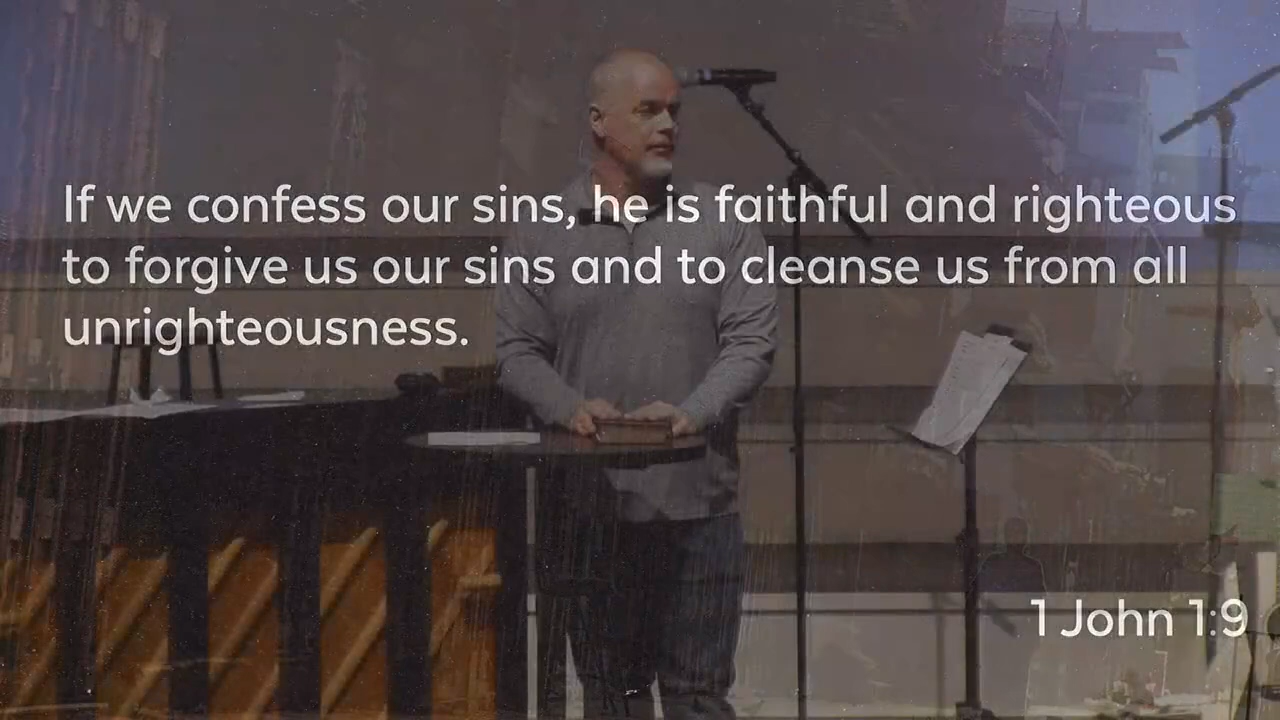 If we confess our sins, he is faithful and righteous
to forgive us our sins and to cleanse us from all
unrighteousness.
1 John 1:9